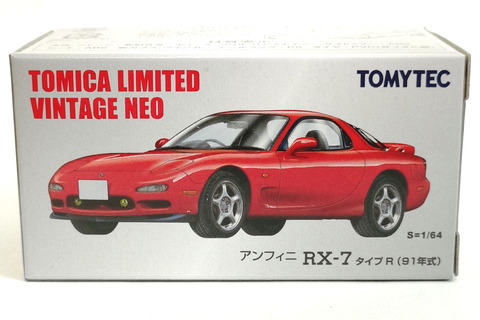 TOMICA LIMITED
VINTAGE NEO
TOMYTEC
S=1/64
アンフィニ RX-7 タイプR (91年式)